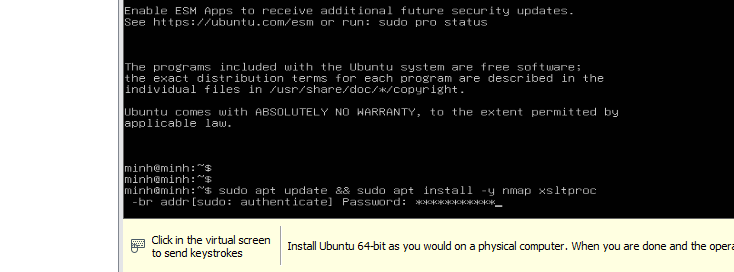 Enable ESM Apps to receive additional future security updates.
See https://ubuntu.com/esm or run: sudo pro status
The programs included with the Ubuntu system are free software;
the exact distribution terms for each program are described in the
individual files in /usr/share/doc/*/copyright.
Ubuntu comes with ABSOLUTELY NO WARRANTY, to the extent permitted by
applicable law.
minh@minh:~$
minh@minh:~$
minh@minh:~$ sudo apt update && sudo apt install -y nmap xsltproc
-br addr[sudo: authenticate] Password: ***********_
Click in the virtual screen
to send keystrokes
Install Ubuntu 64-bit as you would on a physical computer. When you are done and the opera